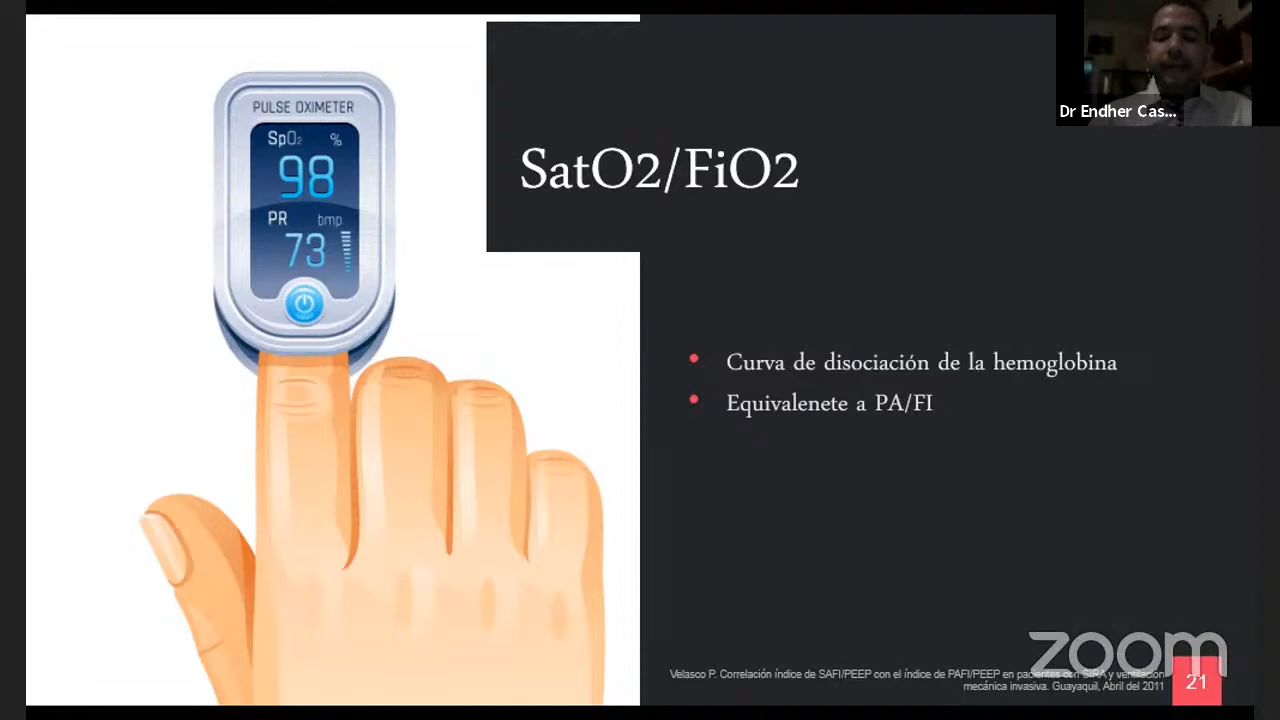 PULSE OXIMETER
SpO₂ %
98
PR bmp
73
SatO2/FiO2
Dr Endher Cas...
• Curva de disociación de la hemoglobina
• Equivalenete a PA/FI
Velasco P. Correlación índice de SAFI/PEEP con el índice de PAFI/PEEP en pacientes con SIRA y ventilación
mecánica invasiva. Guayaquil, Abril del 2011
zoom
21